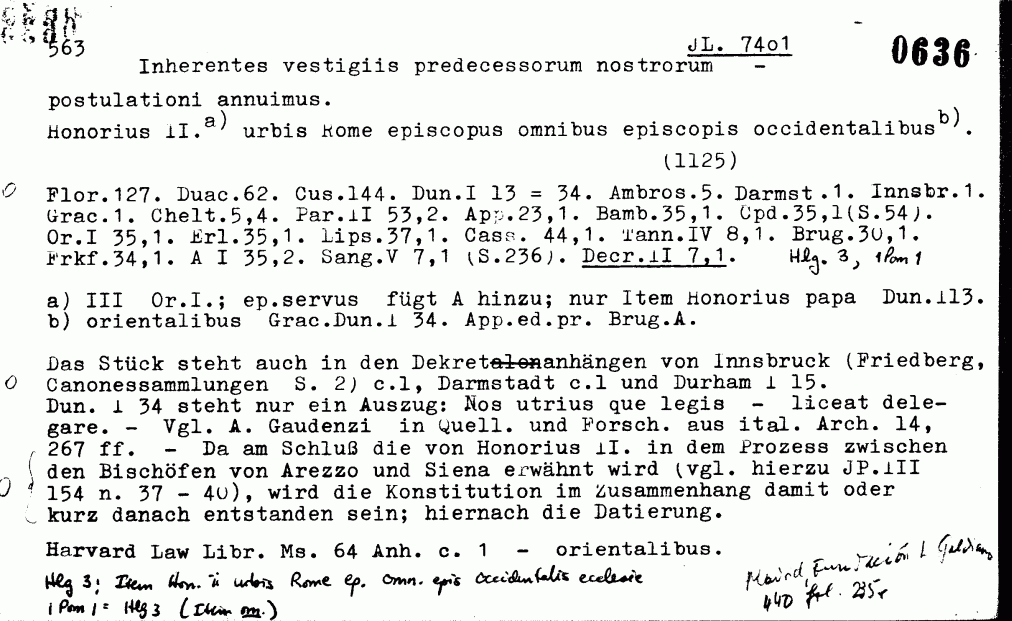 563
JL. 7401
0636
Inherentes vestigiis predecessorum nostrorum -
postulationi annuimus.
Honorius II.a) urbis Rome episcopus omnibus episcopis occidentalibusb).
(1125)
Flor.127. Duac.62. Cus.144. Dun.I 13 = 34. Ambros.5. Darmst.1. Innsbr.1.
Grac.1. Chelt.5,4. Par.II 53,2. App.23,1. Bamb.35,1. Cpd.35,1(S.54).
Or.I 35,1. Erl.35,1. Lips.37,1. Cass. 44,1. Tann.IV 8,1. Brug.30,1.
Frkf.34,1. A I 35,2. Sang.V 7,1 (S.236). Decr.II 7,1. Hlg. 3, 1 Pom 1
a) III Or.I.; ep.servus fügt A hinzu; nur Item Honorius papa Dun.I13.
b) orientalibus Grac.Dun.I 34. App.ed.pr. Brug.A.
Das Stück steht auch in den Dekretalenanhängen von Innsbruck (Friedberg,
Canonessammlungen S. 2) c.1, Darmstadt c.1 und Durham I 15.
Dun. I 34 steht nur ein Auszug: Nos utrius que legis - liceat dele-
gare. - Vgl. A. Gaudenzi in Quell. und Forsch. aus ital. Arch. 14,
267 ff. - Da am Schluß die von Honorius II. in dem Prozess zwischen
den Bischöfen von Arezzo und Siena erwähnt wird (vgl. hierzu JP.III
154 n. 37 - 40), wird die Konstitution im Zusammenhang damit oder
kurz danach entstanden sein; hiernach die Datierung.
Harvard Law Libr. Ms. 64 Anh. c. 1 - orientalibus.
Hlg 3: Item Hon. ii urbis Rome ep. omn. epis occidentalis ecclesie
1 Pom 1 = Hlg 3 (Item om.)
Madrid, Fundación L Galdiano
440 fol. 235r